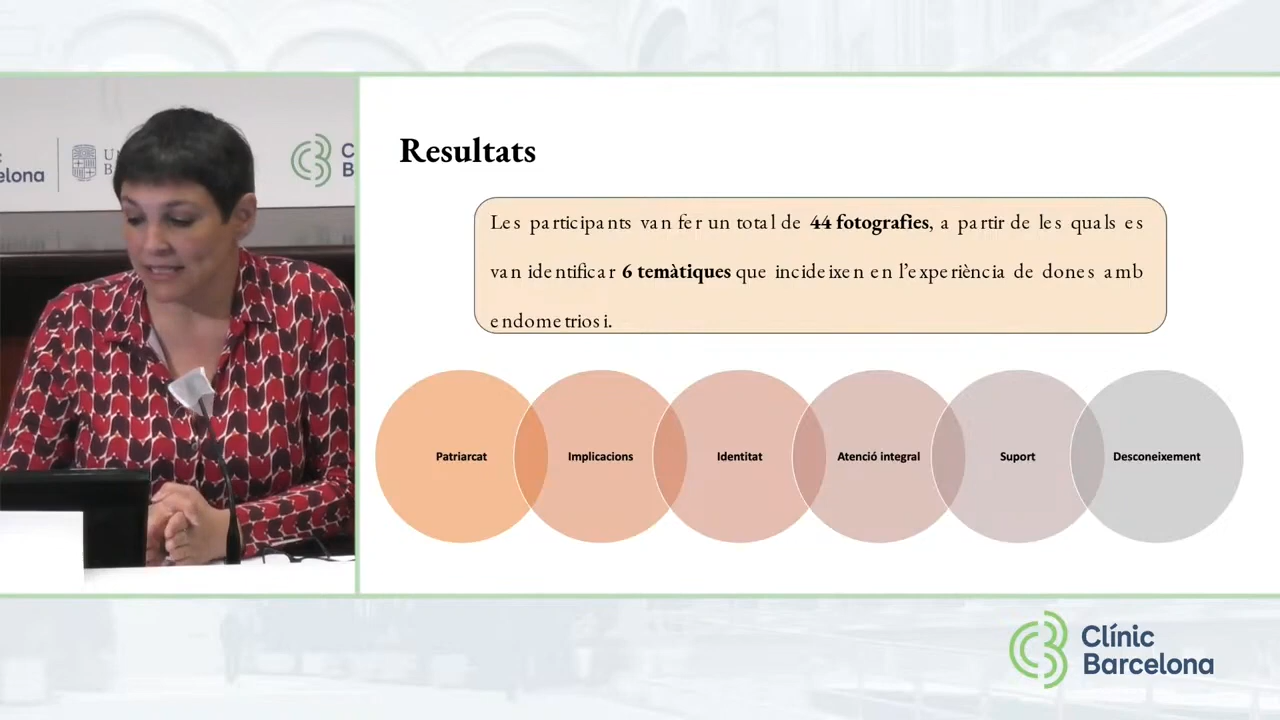 elona
Resultats
Les participants van fer un total de 44 fotografies, a partir de les quals es
van identificar 6 temàtiques que incideixen en l’experiència de dones amb
endometriosi.
Patriarcat
Implicacions
Identitat
Atenció integral
Suport
Desconeixement
Clínic
Barcelona